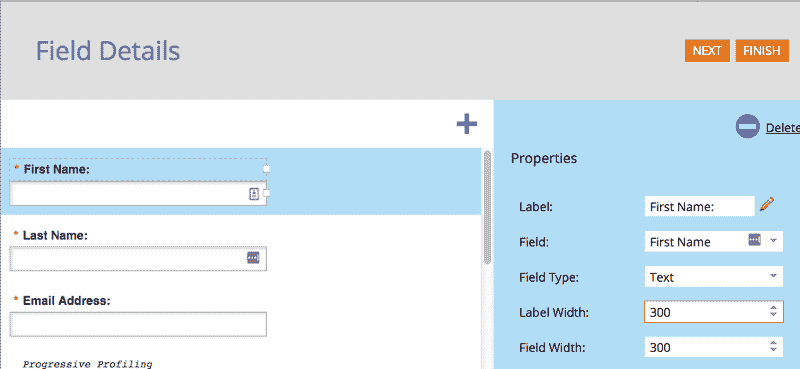 Field Details
NEXT FINISH
Delete
* First Name:
* Last Name:
* Email Address:
Progressive Profiling
Properties
Label: First Name:
Field: First Name
Field Type: Text
Label Width: 300
Field Width: 300